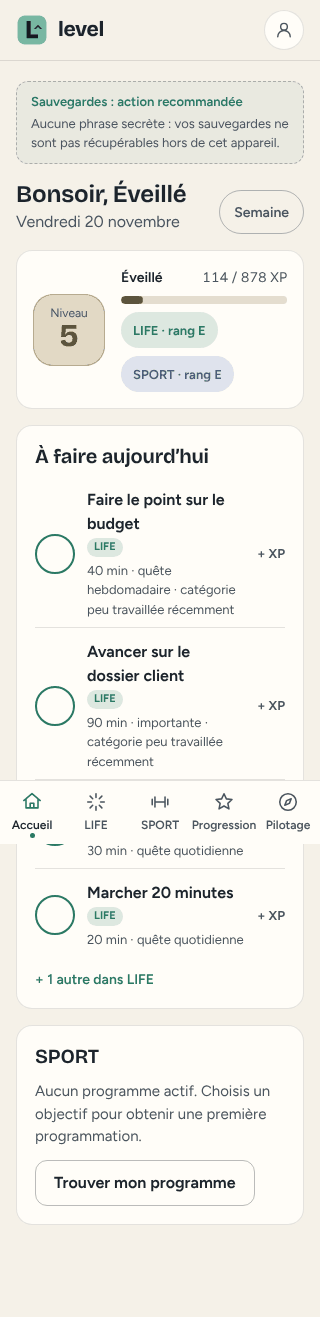 level
Sauvegardes : action recommandée
Aucune phrase secrète : vos sauvegardes ne
sont pas récupérables hors de cet appareil.
Bonsoir, Éveillé
Vendredi 20 novembre
Semaine
Niveau
5
Éveillé
114 / 878 XP
LIFE · rang E
SPORT · rang E
À faire aujourd'hui
Faire le point sur le
budget
LIFE
40 min · quête
hebdomadaire · catégorie
peu travaillée récemment
+ XP
Avancer sur le
dossier client
LIFE
90 min · importante ·
catégorie peu travaillée
récemment
+ XP
Accueil
LIFE
SPORT
Progression
Pilotage
30 min · quête quotidienne
Marcher 20 minutes
LIFE
20 min · quête quotidienne
+ XP
+ 1 autre dans LIFE
SPORT
Aucun programme actif. Choisis un
objectif pour obtenir une première
programmation.
Trouver mon programme